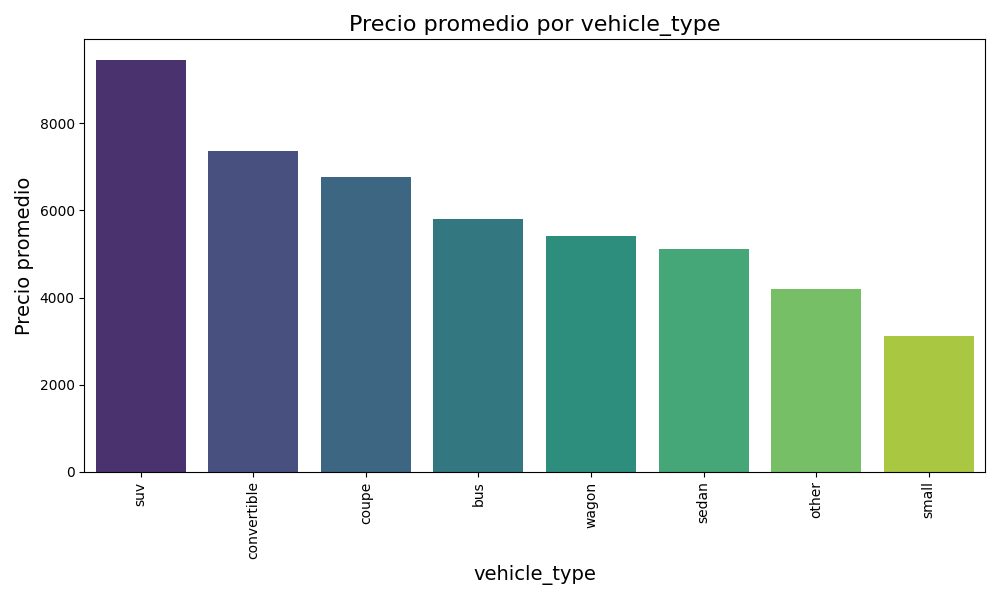 Precio promedio por vehicle_type
Precio promedio
8000
6000
4000
2000
0
suv
convertible
coupe
bus
wagon
sedan
other
small
vehicle_type